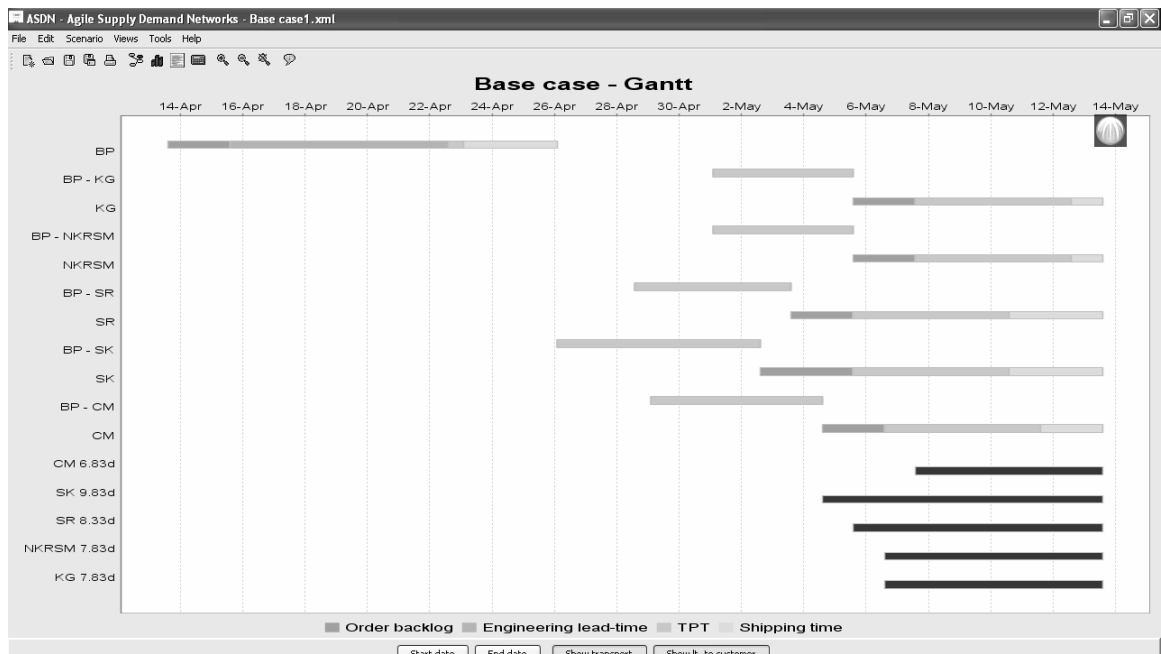 ASDN - Agile Supply Demand Networks - Base case1.xml
File Edit Scenario Views Tools Help
Base case - Gantt
14-Apr 16-Apr 18-Apr 20-Apr 22-Apr 24-Apr 26-Apr 28-Apr 30-Apr 2-May 4-May 6-May 8-May 10-May 12-May 14-May
BP
BP - KG
KG
BP - NKRSM
NKRSM
BP - SR
SR
BP - SK
SK
BP - CM
CM
CM 6.83d
SK 9.83d
SR 8.33d
NKRSM 7.83d
KG 7.83d
Order backlog Engineering lead-time TPT Shipping time
Start date End date Show transport Show lt. to customer